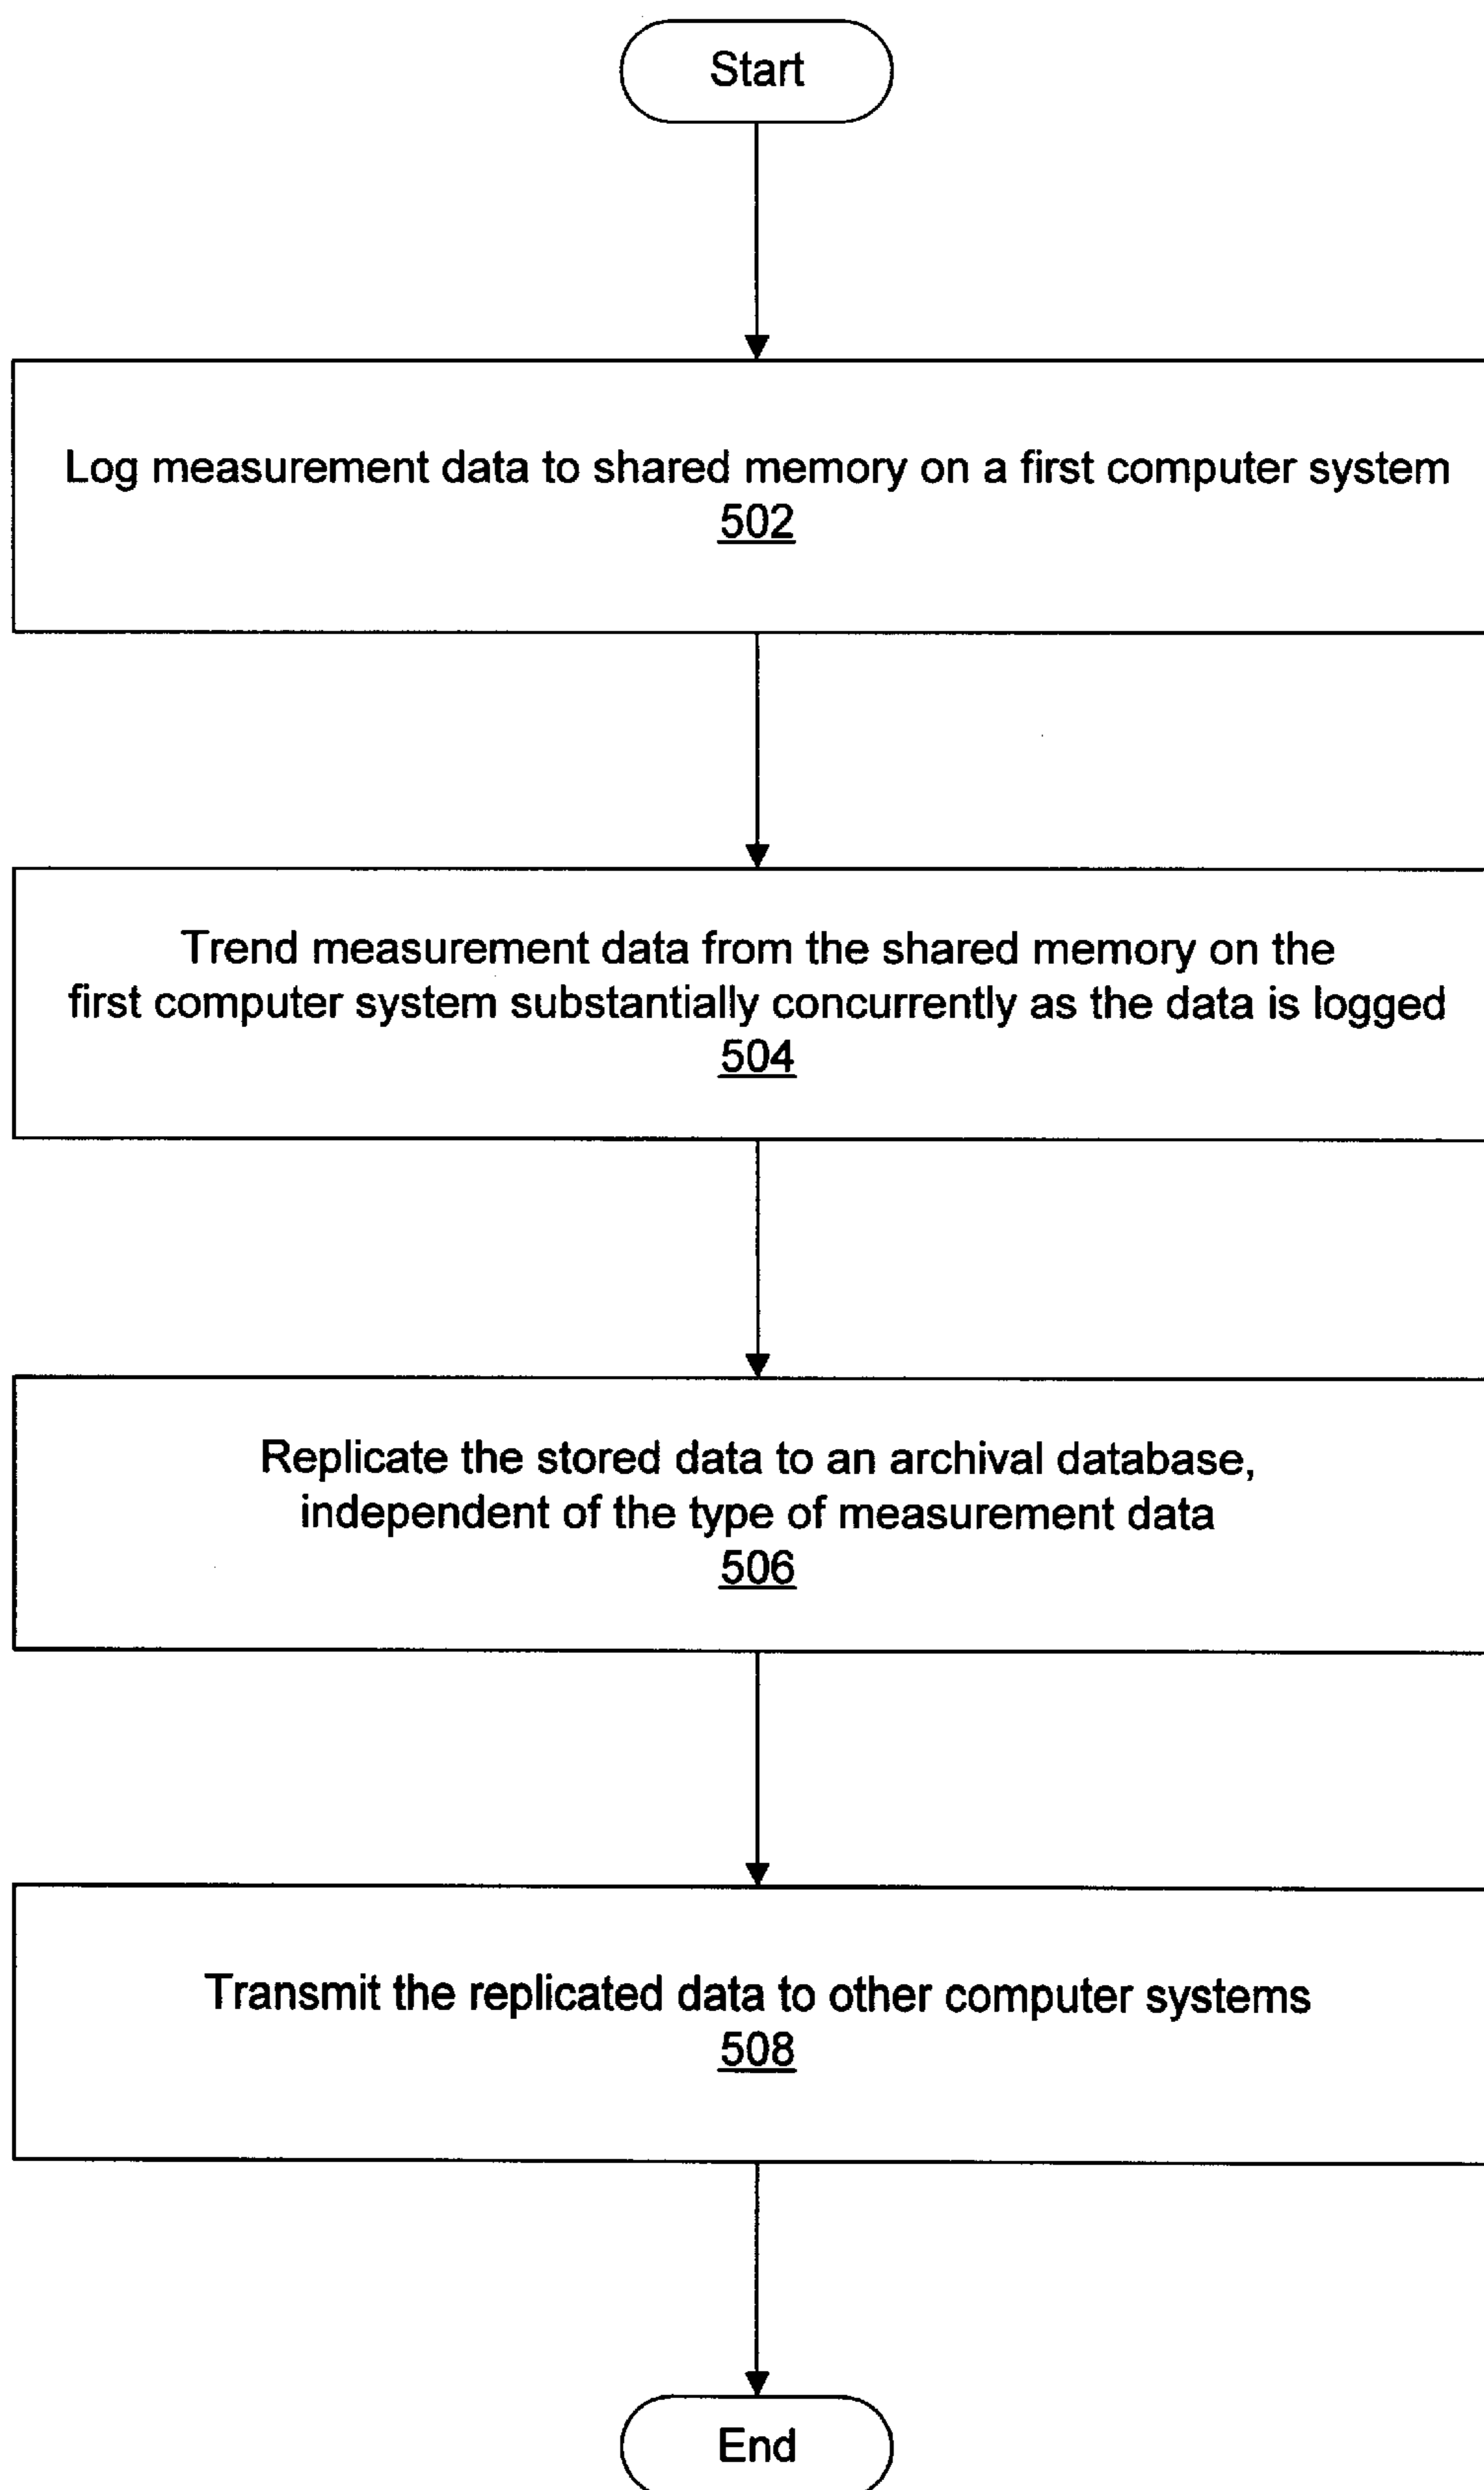 Start
Log measurement data to shared memory on a first computer system
502
Trend measurement data from the shared memory on the
first computer system substantially concurrently as the data is logged
504
Replicate the stored data to an archival database,
independent of the type of measurement data
506
Transmit the replicated data to other computer systems
508
End